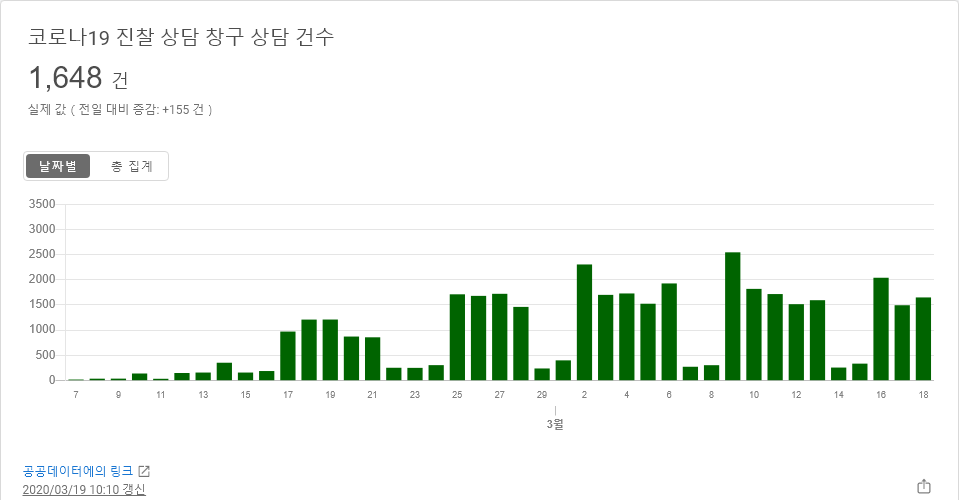 코로나19 진찰 상담 창구 상담 건수
1,648 건
실제 값 ( 전일 대비 증감: +155 건 )
날짜별 총 집계
3500
3000
2500
2000
1500
1000
500
0
7 9 11 13 15 17 19 21 23 25 27 29 2 4 6 8 10 12 14 16 18
3월
공공데이터에의 링크
2020/03/19 10:10 갱신